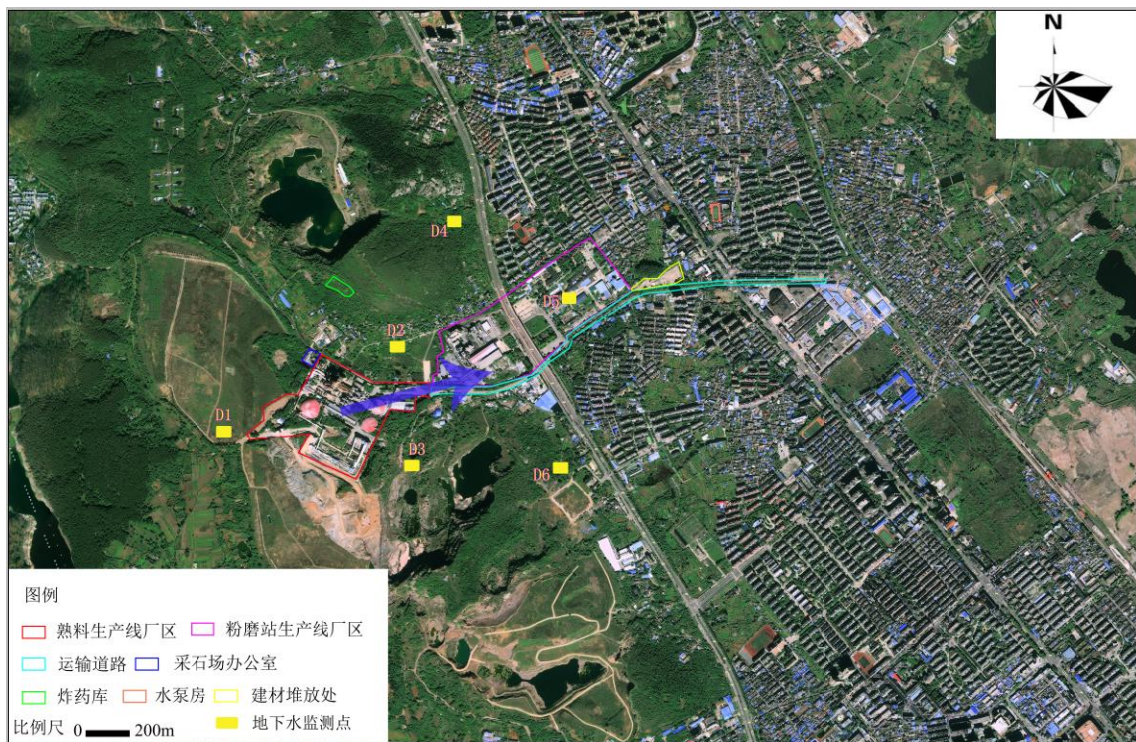 N
D4
D5
D2
D1
D3
D6
图例
熟料生产线厂区 粉磨站生产线厂区
运输道路 采石场办公室
炸药库 水泵房 建材堆放处
比例尺 0 200m 地下水监测点